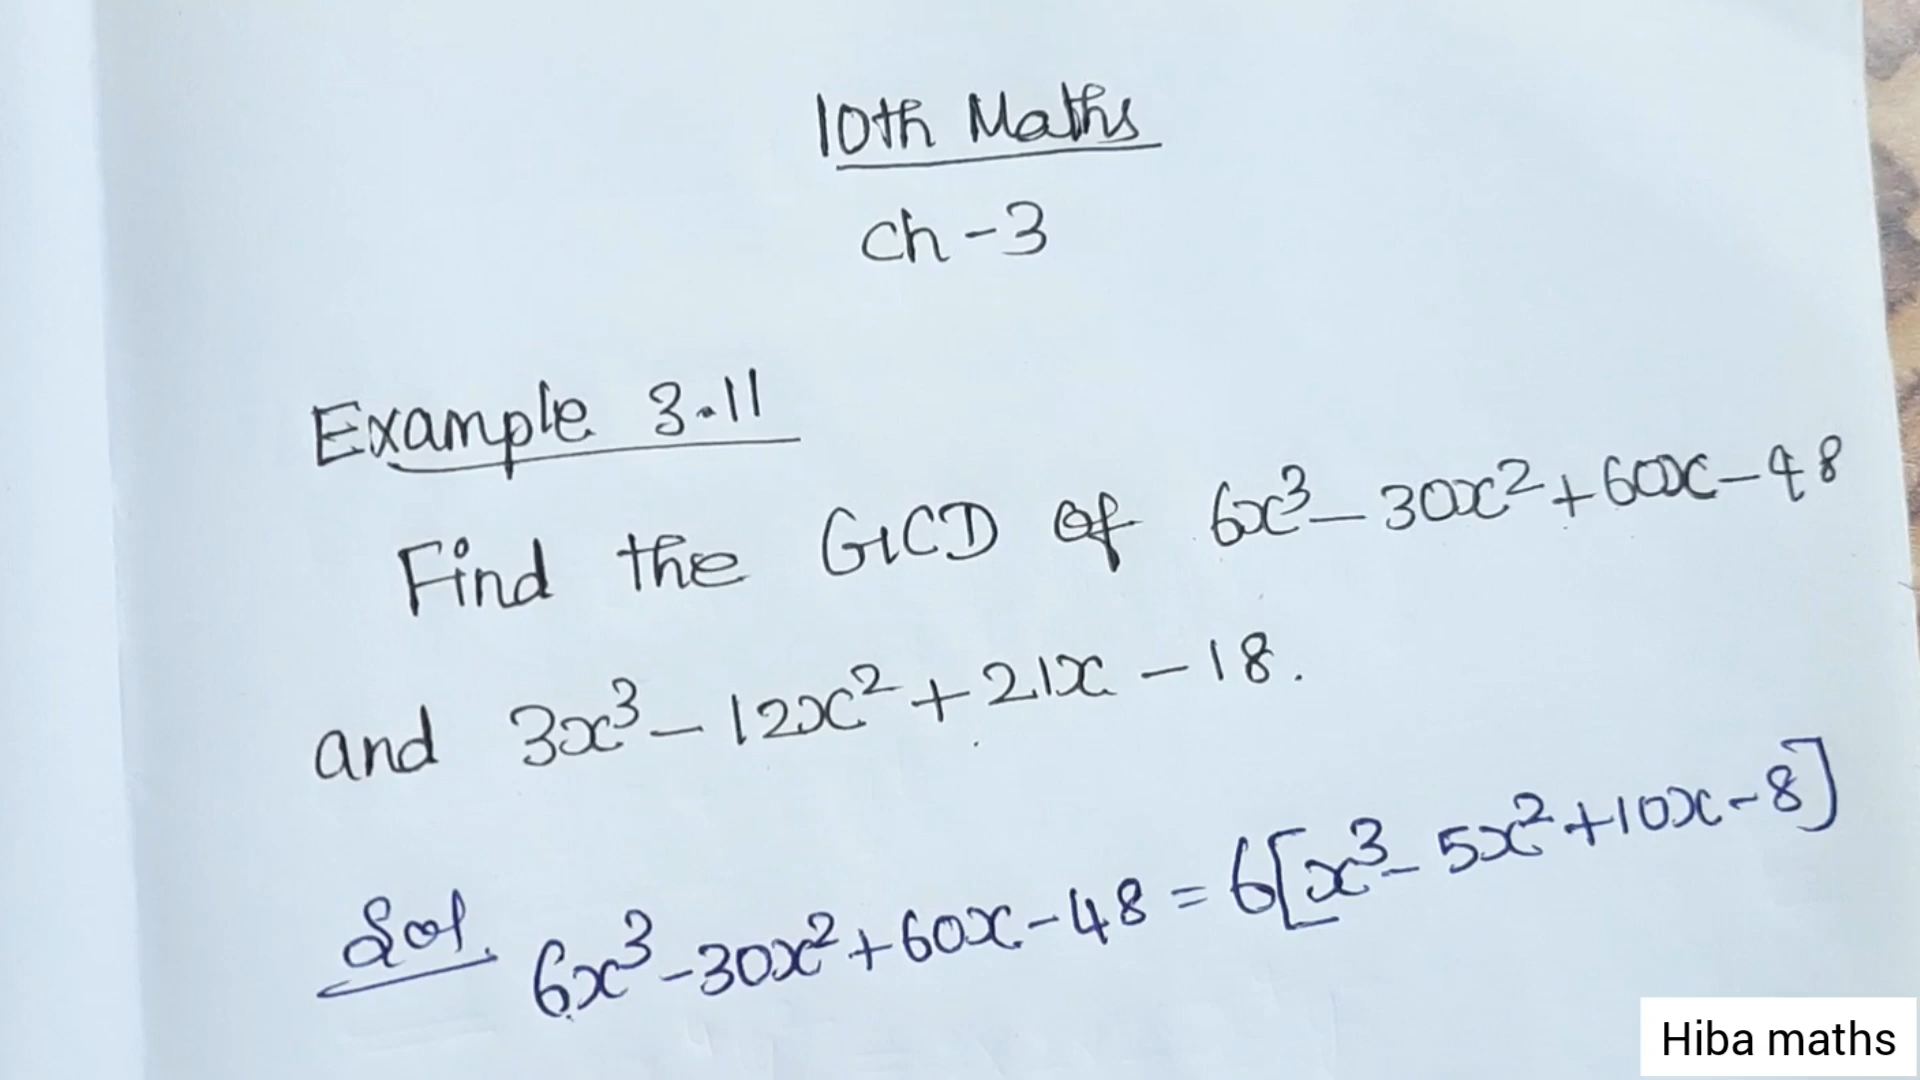 10th Maths
Ch-3
Example 3.11
Find the GCD of 6x³-30x²+60x-48
and 3x³-12x²+21x-18.
Sol. 6x³-30x²+60x-48=6[x³-5x²+10x-8]
Hiba maths